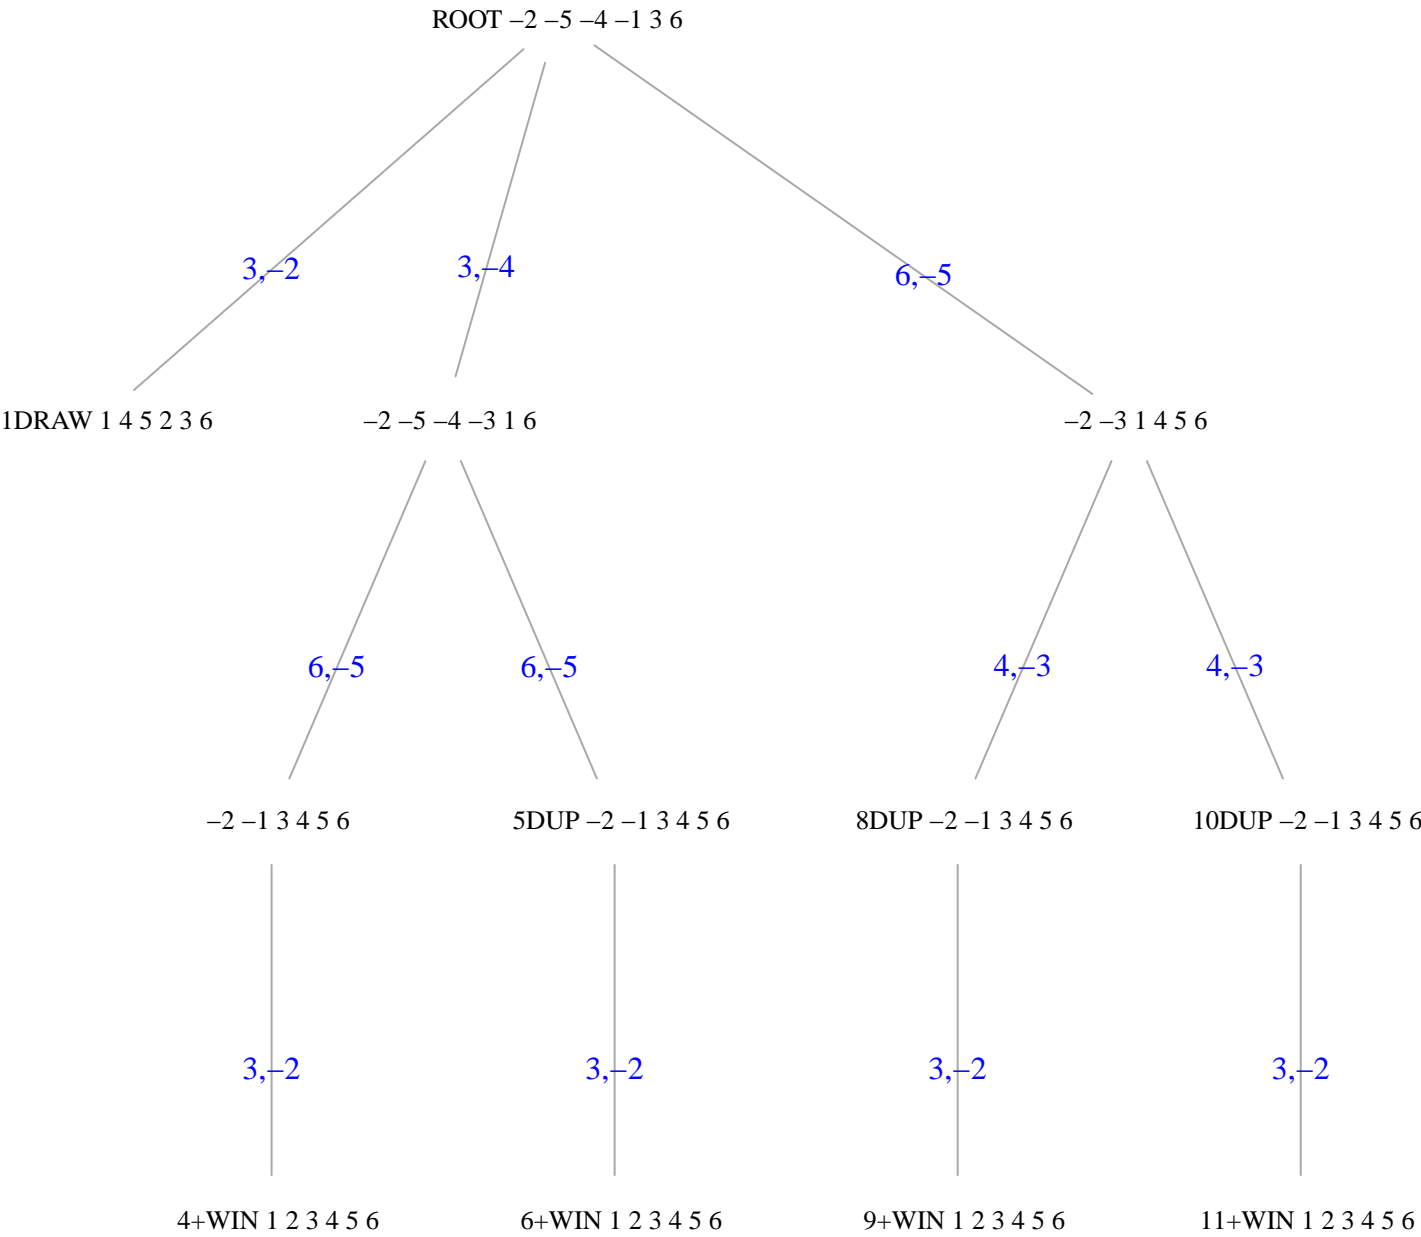 ROOT –2 –5 –4 –1 3 6
3,–2
3,–4
6,–5
1DRAW 1 4 5 2 3 6
–2 –5 –4 –3 1 6
–2 –3 1 4 5 6
6,–5
6,–5
4,–3
4,–3
–2 –1 3 4 5 6
5DUP –2 –1 3 4 5 6
8DUP –2 –1 3 4 5 6
10DUP –2 –1 3 4 5 6
3,–2
3,–2
3,–2
3,–2
4+WIN 1 2 3 4 5 6
6+WIN 1 2 3 4 5 6
9+WIN 1 2 3 4 5 6
11+WIN 1 2 3 4 5 6